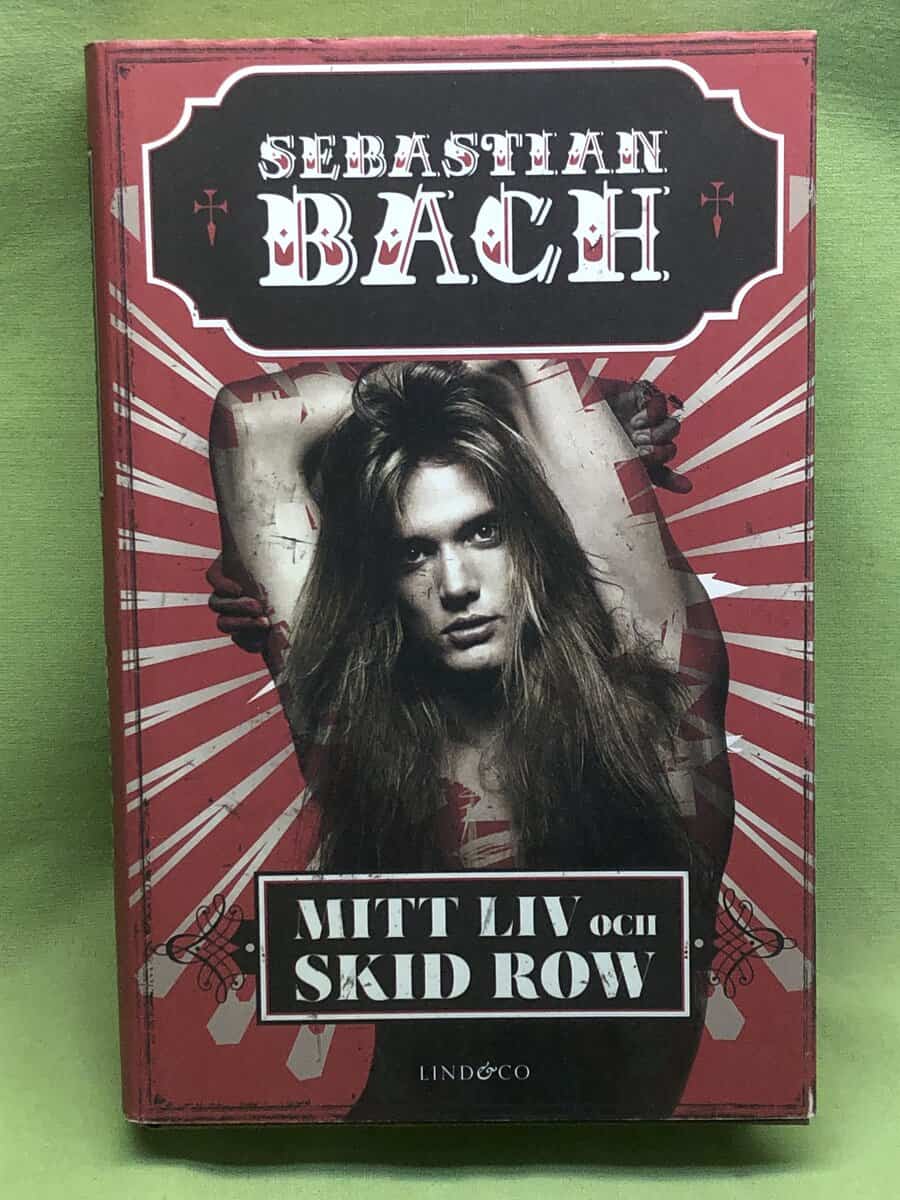 SEBASTIAN
BACH
MITT LIV OCH
SKID ROW
LIND&CO